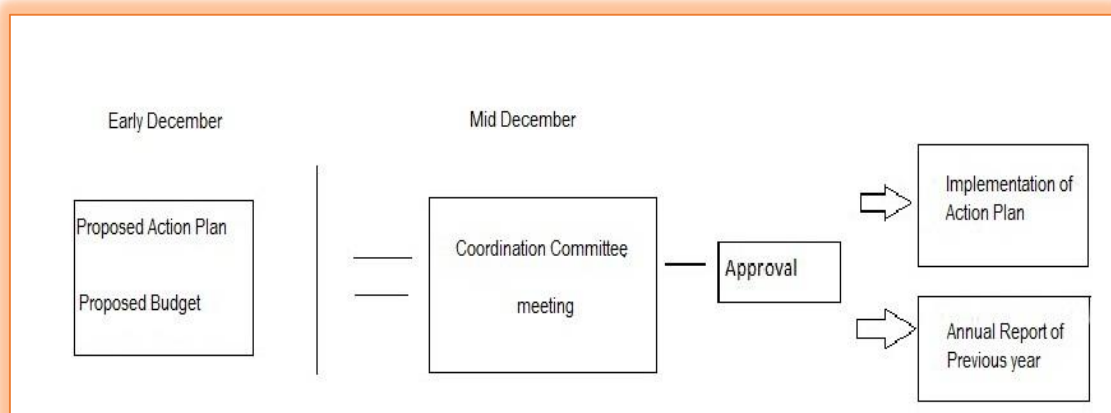 Early December
Mid December
Proposed Action Plan
Proposed Budget
Coordination Committee
meeting
Approval
Implementation of
Action Plan
Annual Report of
Previous year